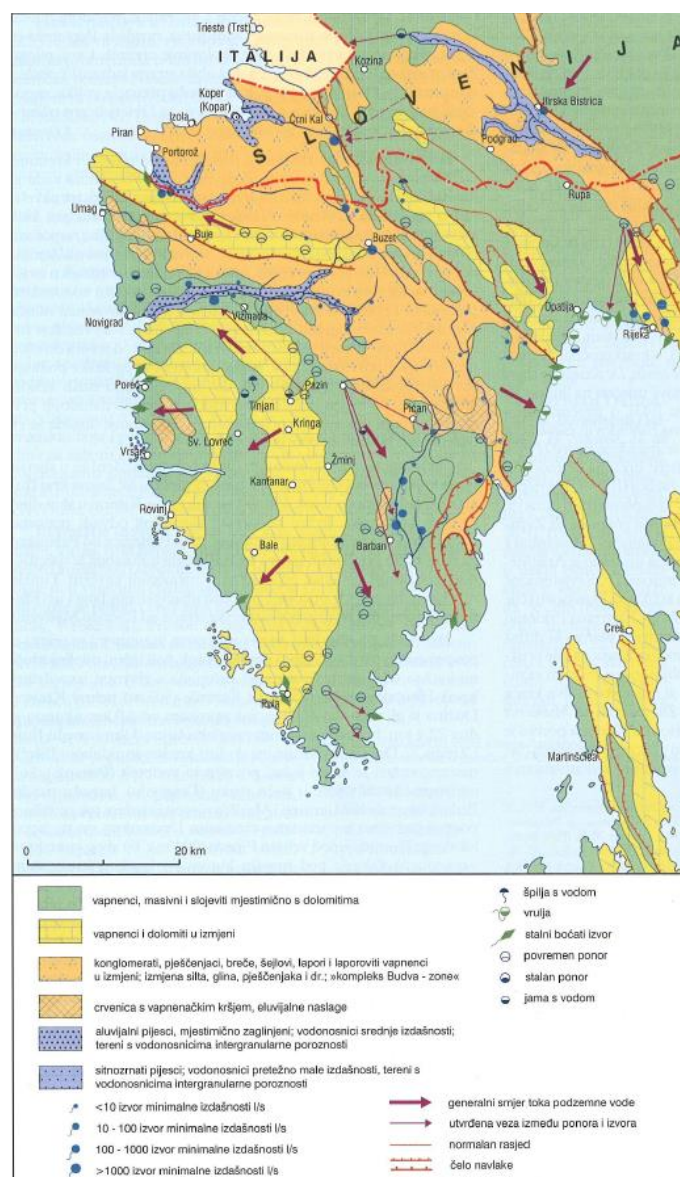 Trieste (Trst)
ITALIJA
SLOVENIJA
Kozina
Koper
(Kopar)
Izola
Črni Kal
Ilirska Bistrica
Piran
Podgrad
Portorož
Rupa
Umag
Buje
Buzet
Opatija
Rijeka
Novigrad
Vižinada
Poreč
Pazin
Tinjan
Pićan
Kringa
Sv. Lovreč
Vrsar
Žminj
Kanfanar
Rovinj
Bale
Barban
Cres
Pula
Martinšćica
0 20 km
vapnenci, masivni i slojeviti mjestimično s dolomitima
vapnenci i dolomiti u izmjeni
konglomerati, pješčenjaci, breče, šejlovi, lapori i laporoviti vapnenci
u izmjeni; izmjena silta, glina, pješčenjaka i dr.; »kompleks Budva - zone«
crvenica s vapnenačkim kršjem, eluvijalne naslage
aluvijalni pijesci, mjestimično zaglinjeni; vodonosnici srednje izdašnosti;
tereni s vodonosnicima intergranularne poroznosti
sitnozrnati pijesci; vodonosnici pretežno male izdašnosti, tereni s
vodonosnicima intergranularne poroznosti
<10 izvor minimalne izdašnosti l/s
10 - 100 izvor minimalne izdašnosti l/s
100 - 1000 izvor minimalne izdašnosti l/s
>1000 izvor minimalne izdašnosti l/s
špilja s vodom
vrulja
stalni boćati izvor
povremen ponor
stalan ponor
jama s vodom
generalni smjer toka podzemne vode
utvrđena veza između ponora i izvora
normalan rasjed
čelo navlake